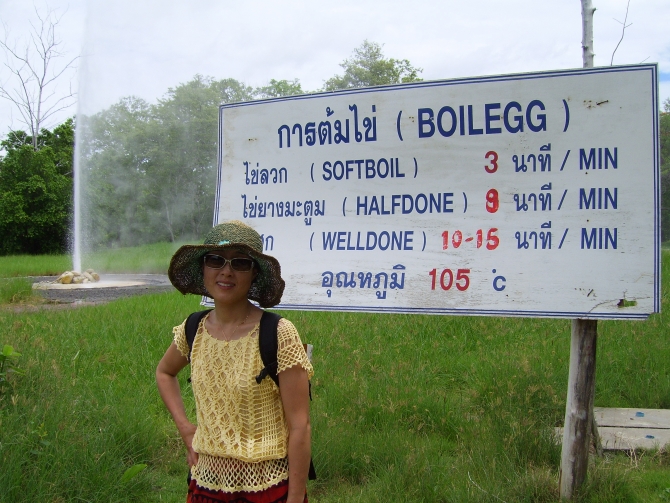 การต้มไข่ ( BOILEGG )
ไข่ลวก ( SOFTBOIL ) 3 นาที / MIN
ไข่ยางมะตูม ( HALFDONE ) นาที / MIN
( WELLDONE ) 10-15 นาที / MIN
อุณหภูมิ 105 °c